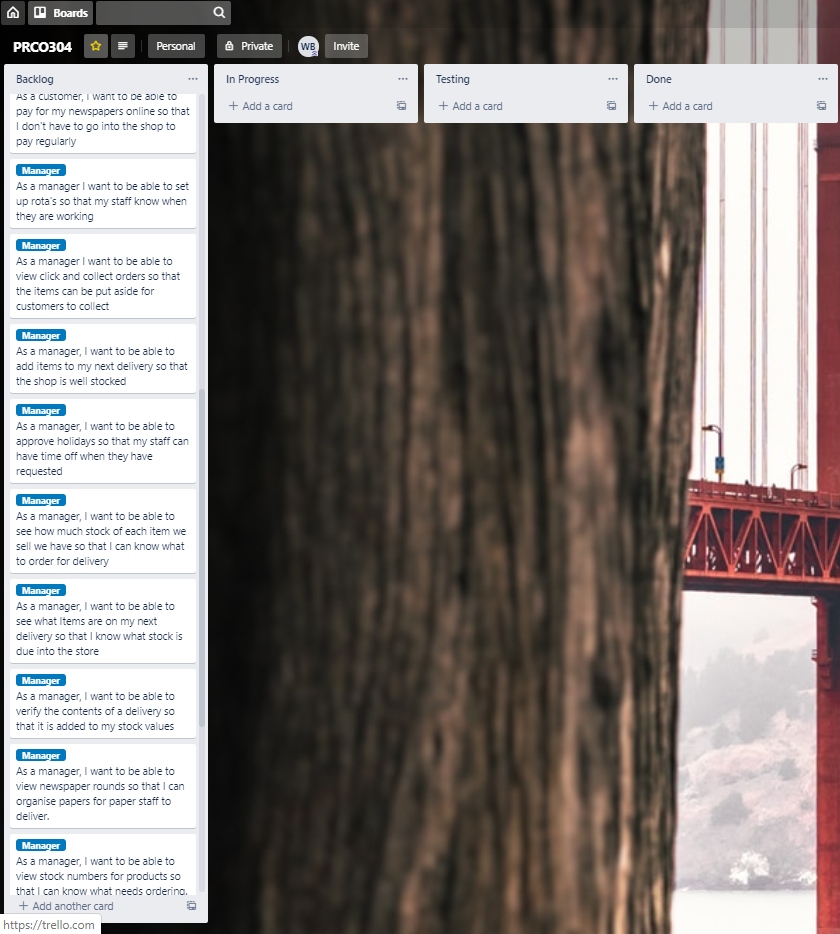 Boards
PRCO304
Personal
Private
WB
Invite
Backlog
As a customer, I want to be able to
pay for my newspapers online so that
I don't have to go into the shop to
pay regularly
Manager
As a manager I want to be able to set
up rota's so that my staff know when
they are working
Manager
As a manager I want to be able to
view click and collect orders so that
the items can be put aside for
customers to collect
Manager
As a manager, I want to be able to
add items to my next delivery so that
the shop is well stocked
Manager
As a manager, I want to be able to
approve holidays so that my staff can
have time off when they have
requested
Manager
As a manager, I want to be able to
see how much stock of each item we
sell we have so that I can know what
to order for delivery
Manager
As a manager, I want to be able to
see what Items are on my next
delivery so that I know what stock is
due into the store
Manager
As a manager, I want to be able to
verify the contents of a delivery so
that it is added to my stock values
Manager
As a manager, I want to be able to
view newspaper rounds so that I can
organise papers for paper staff to
deliver.
Manager
As a manager, I want to be able to
view stock numbers for products so
that I can know what needs ordering.
+ Add another card
In Progress
+ Add a card
Testing
+ Add a card
Done
+ Add a card
https://trello.com